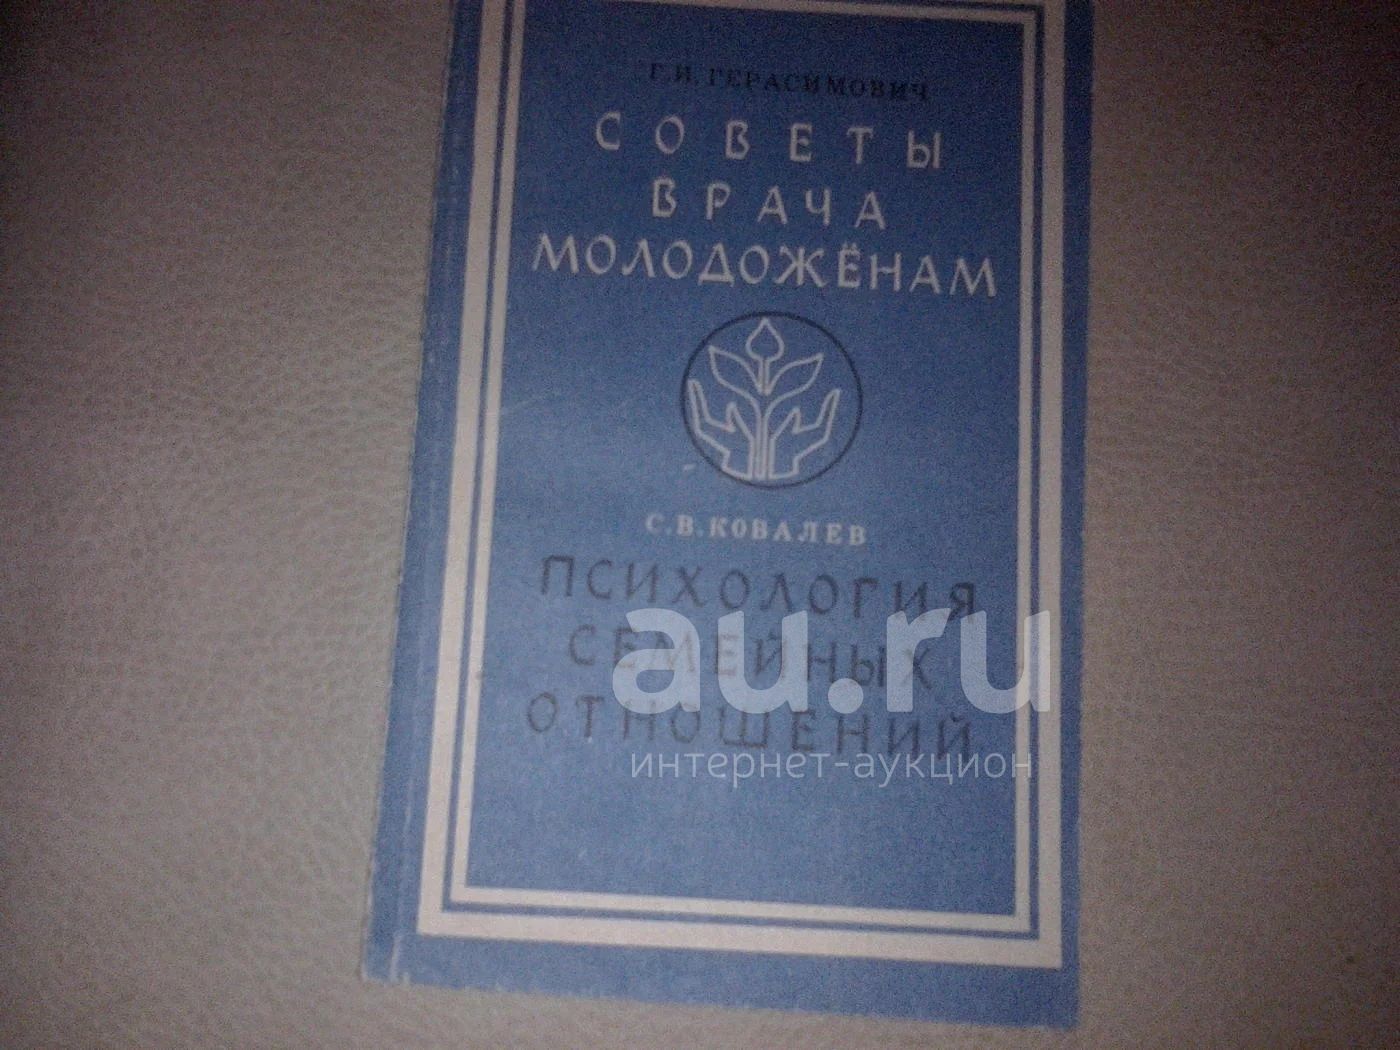 Г.И.ГЕРАСИМОВИЧ
СОВЕТЫ
ВРАЧА
МОЛОДОЖЁНАМ
С.В.КОВАЛЕВ
ПСИХОЛОГИЯ
СЕМЕЙНЫХ
ОТНОШЕНИЙ
au.ru
интернет-аукцион